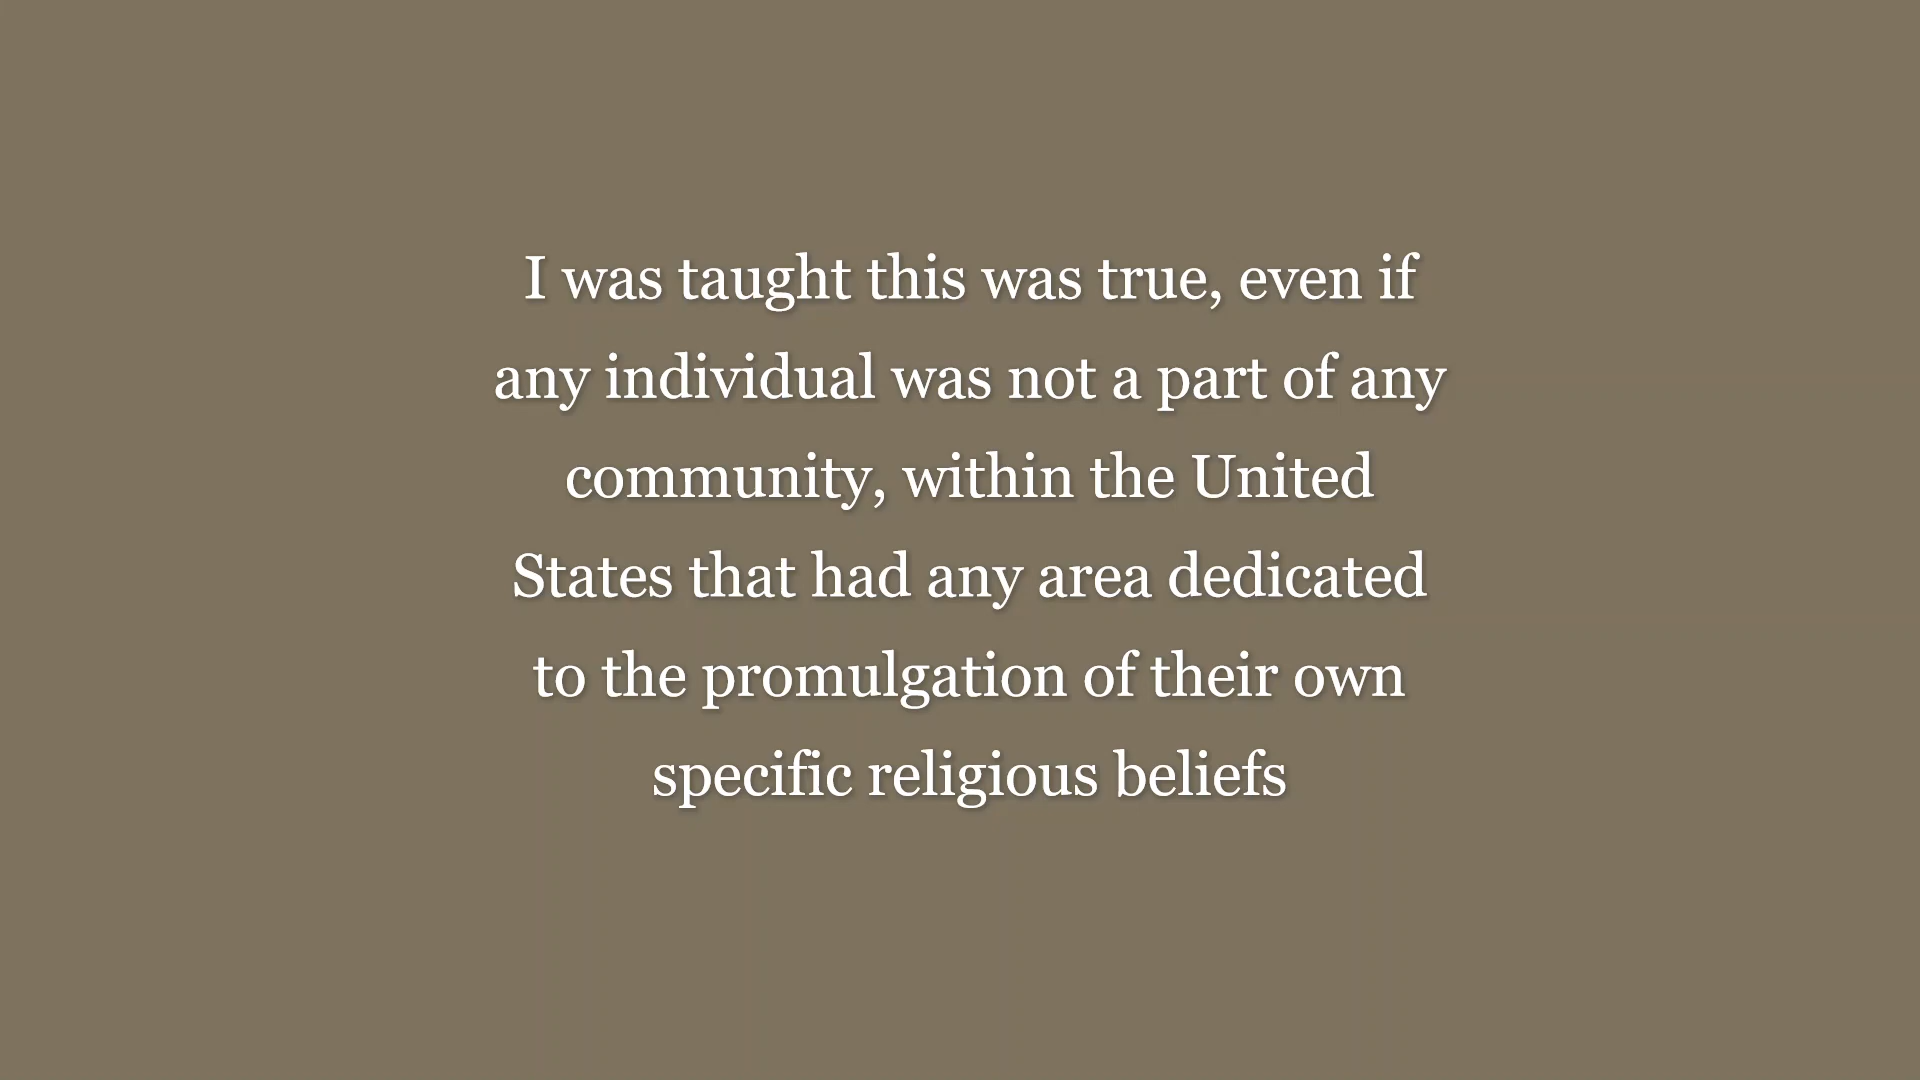 I was taught this was true, even if
any individual was not a part of any
community, within the United
States that had any area dedicated
to the promulgation of their own
specific religious beliefs